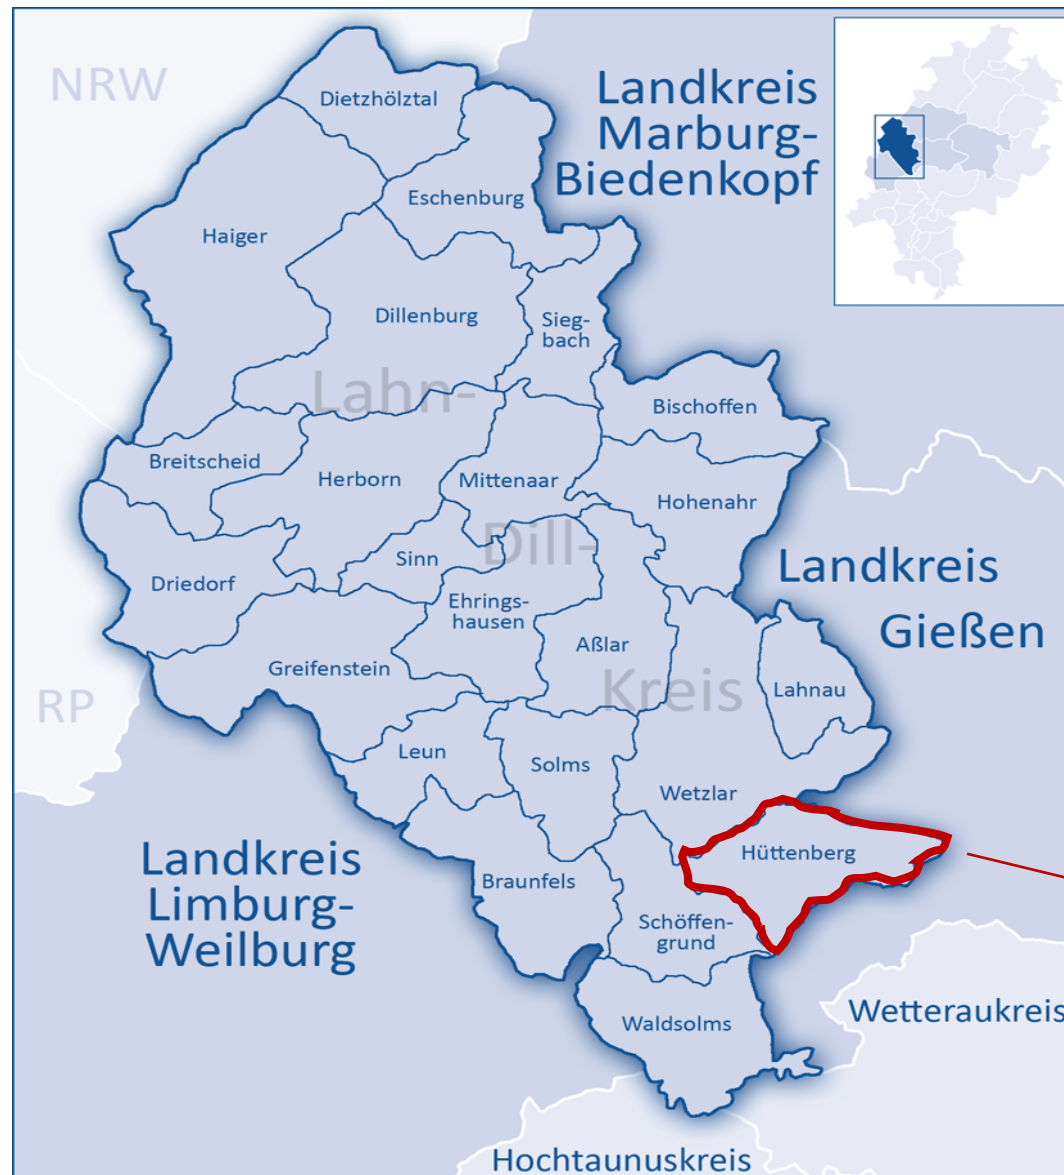 NRW
Dietzhölztal
Landkreis
Marburg-
Biedenkopf
Eschenburg
Haiger
Dillenburg
Sieg-
bach
Lahn-
Bischoffen
Breitscheid
Herborn
Mittenaar
Hohenahr
Dill-
Sinn
Driedorf
Landkreis
Gießen
Ehrings-
hausen
Aßlar
Greifenstein
Kreis
Lahnau
RP
Leun
Solms
Wetzlar
Hüttenberg
Landkreis
Limburg-
Weilburg
Braunfels
Schöffen-
grund
Wetteraukreis
Waldsolms
Hochtaunuskreis